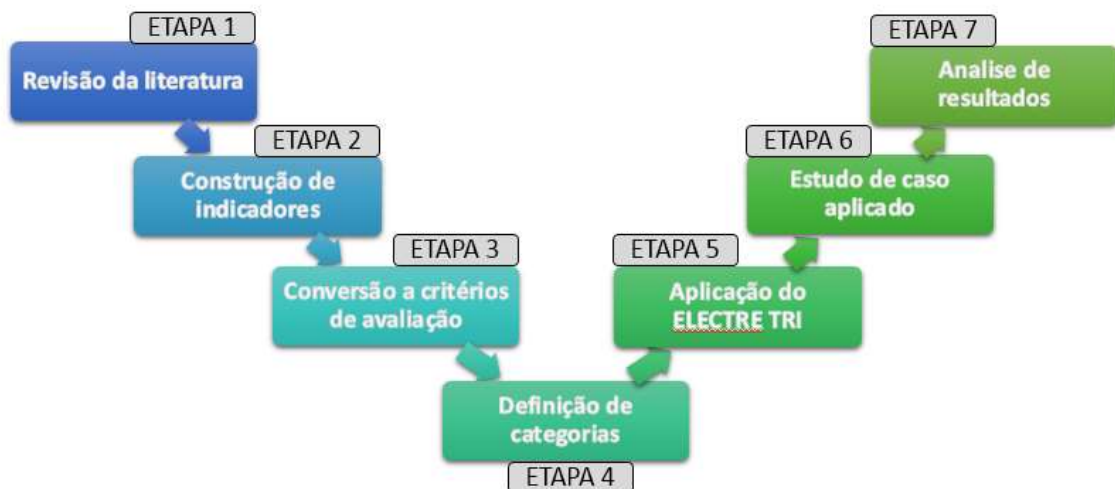 ETAPA 1
Revisão da literatura
ETAPA 2
Construção de
indicadores
ETAPA 3
Conversão a critérios
de avaliação
Definição de
categorias
ETAPA 4
ETAPA 5
Aplicação do
ELECTRE TRI
ETAPA 6
Estudo de caso
aplicado
ETAPA 7
Analise de
resultados